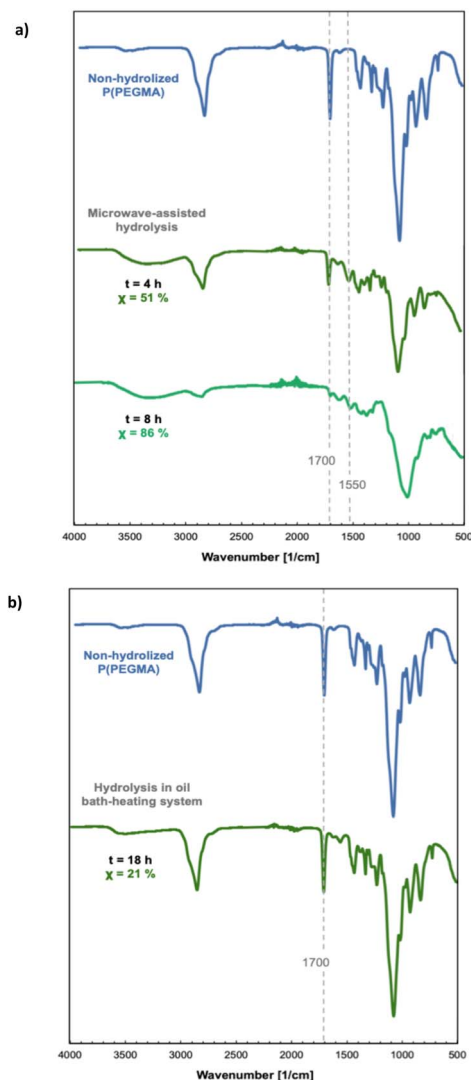 a)
Non-hydrolized
P(PEGMA)
Microwave-assisted
hydrolysis
t = 4 h
χ = 51 %
t = 8 h
χ = 86 %
1700
1550
4000 3500 3000 2500 2000 1500 1000 500
Wavenumber [1/cm]
b)
Non-hydrolized
P(PEGMA)
Hydrolysis in oil
bath-heating system
t = 18 h
χ = 21 %
1700
4000 3500 3000 2500 2000 1500 1000 500
Wavenumber [1/cm]